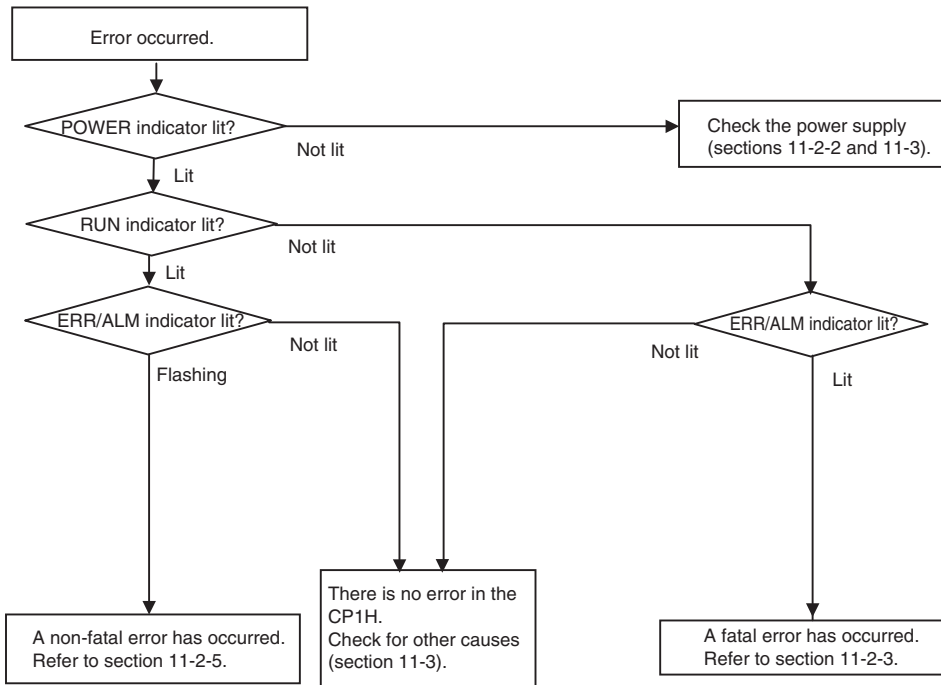 Error occurred.
POWER indicator lit?
Not lit
Check the power supply
(sections 11-2-2 and 11-3).
Lit
RUN indicator lit?
Not lit
Lit
ERR/ALM indicator lit?
Not lit
Flashing
ERR/ALM indicator lit?
Not lit
Lit
There is no error in the
CP1H.
Check for other causes
(section 11-3).
A non-fatal error has occurred.
Refer to section 11-2-5.
A fatal error has occurred.
Refer to section 11-2-3.